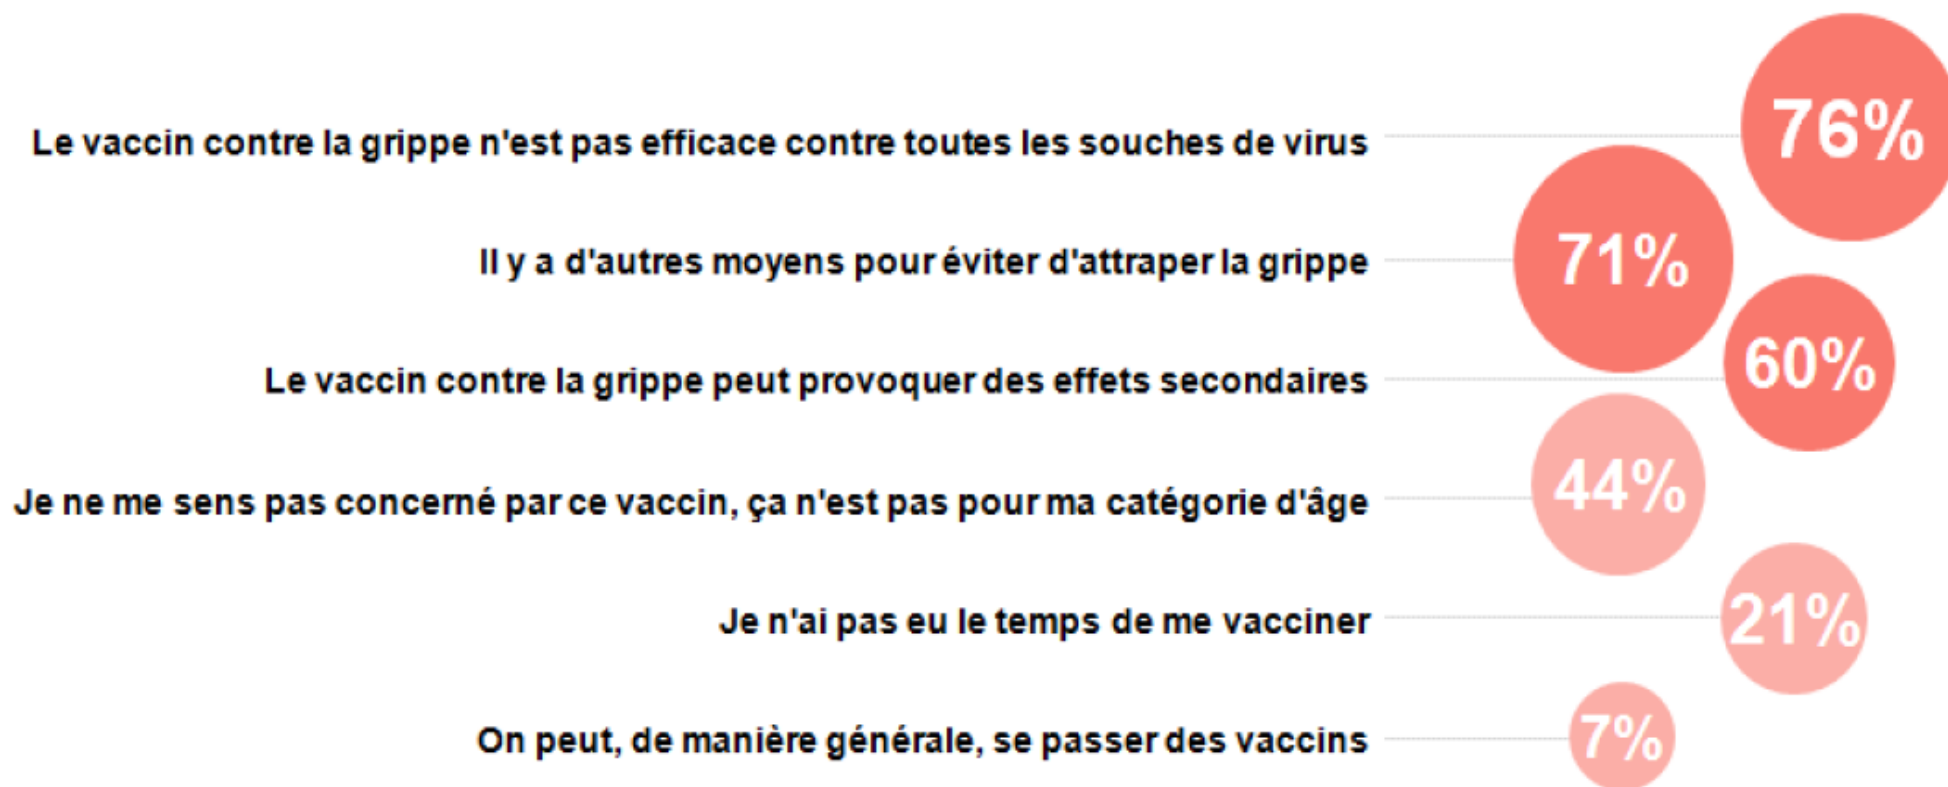 Le vaccin contre la grippe n'est pas efficace contre toutes les souches de virus 76%
Il y a d'autres moyens pour éviter d'attraper la grippe 71%
Le vaccin contre la grippe peut provoquer des effets secondaires 60%
Je ne me sens pas concerné par ce vaccin, ça n'est pas pour ma catégorie d'âge 44%
Je n'ai pas eu le temps de me vacciner 21%
On peut, de manière générale, se passer des vaccins 7%